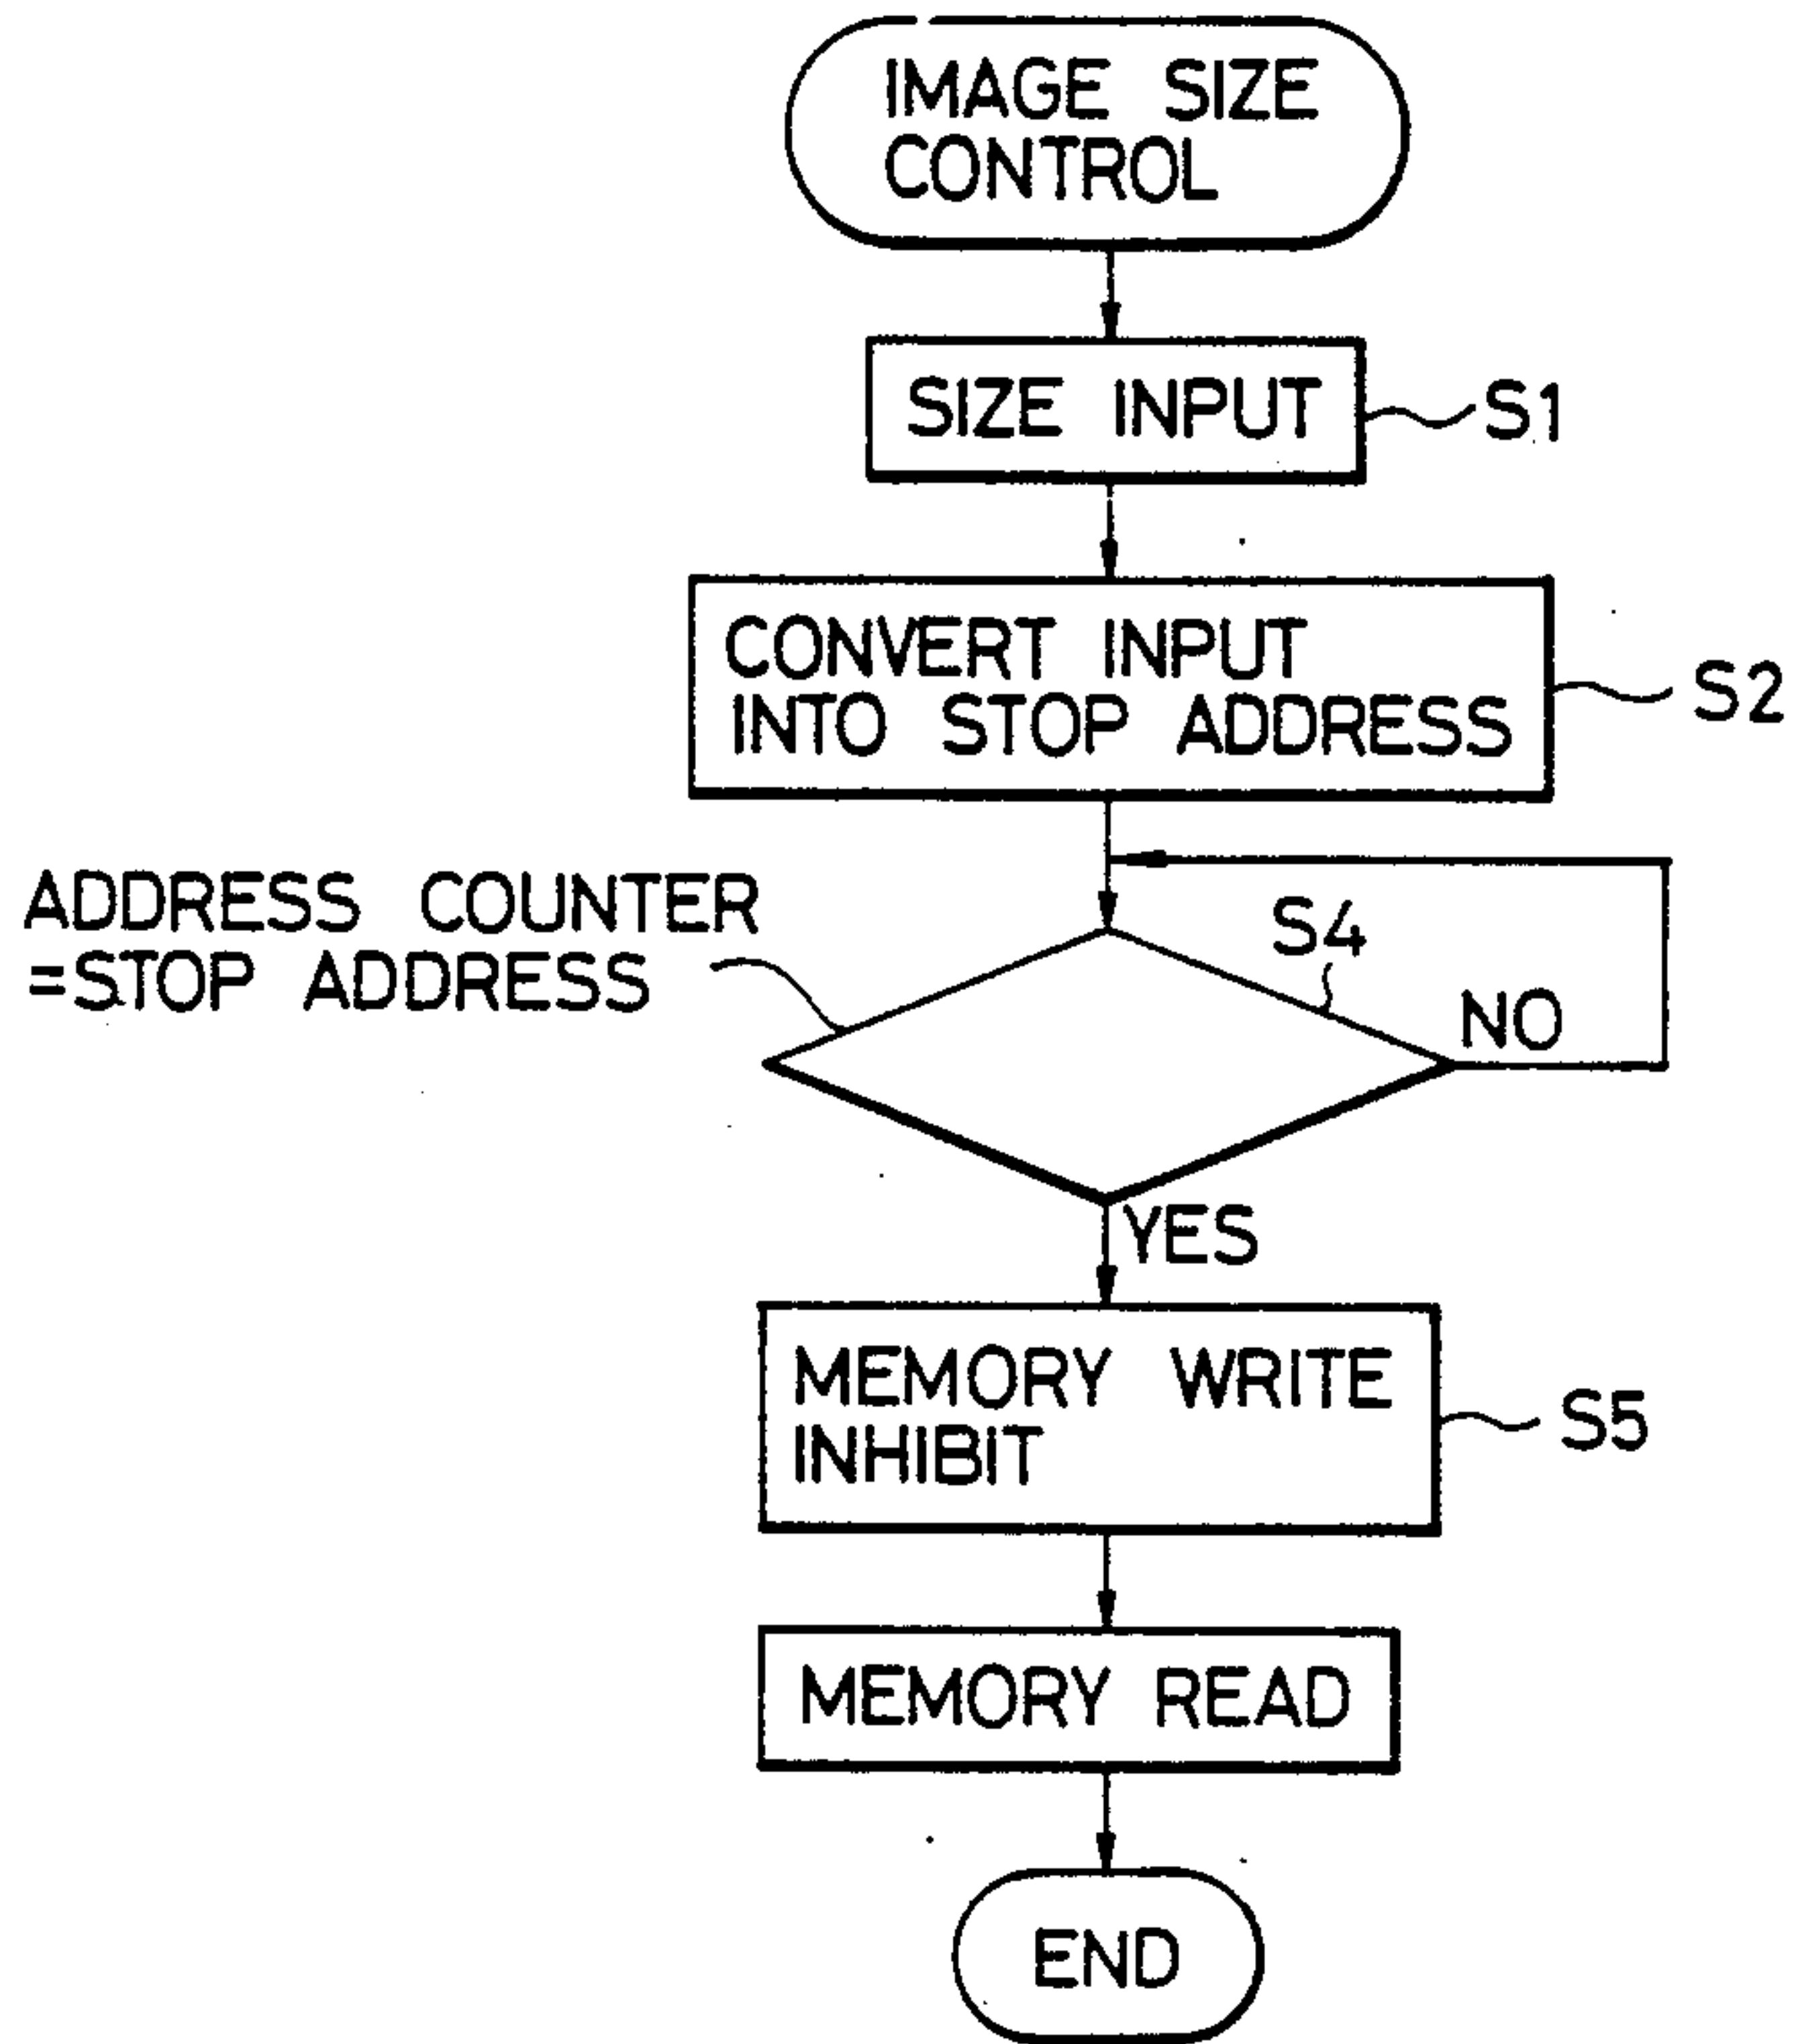 IMAGE SIZE
CONTROL
SIZE INPUT
S1
CONVERT INPUT
INTO STOP ADDRESS
S2
ADDRESS COUNTER
=STOP ADDRESS
S4
NO
YES
MEMORY WRITE
INHIBIT
S5
MEMORY READ
END